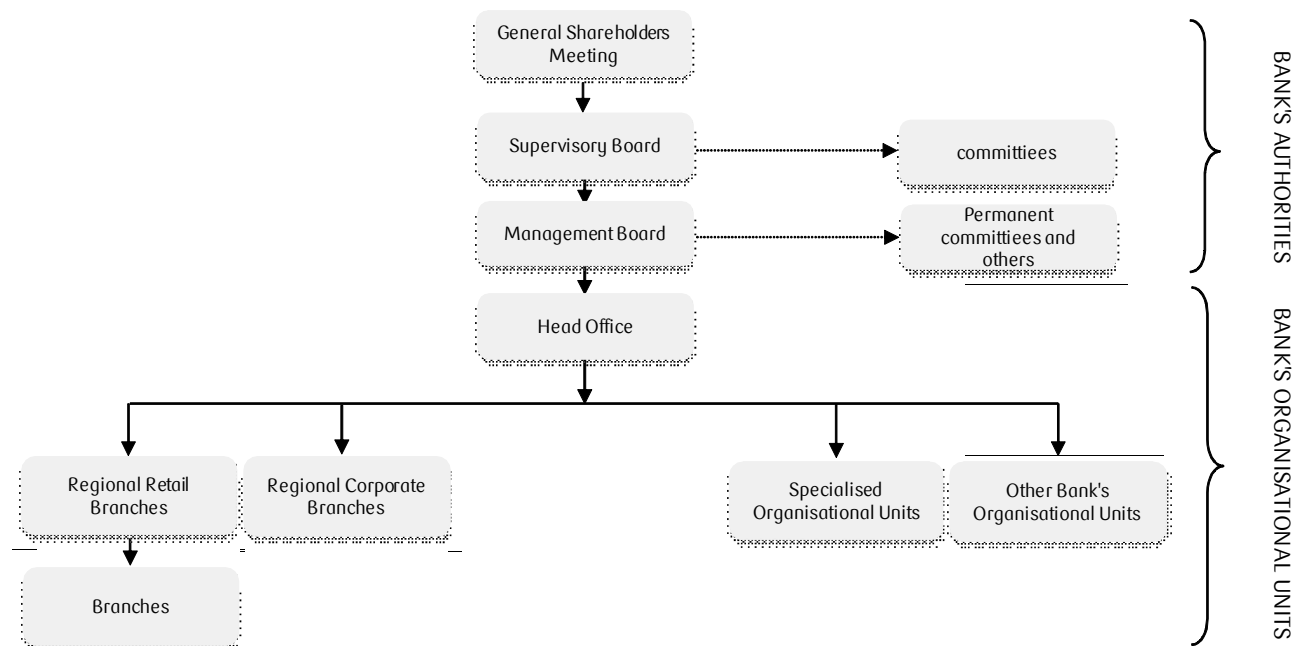 General Shareholders
Meeting
Supervisory Board
committiees
Management Board
Permanent
committiees and
others
Head Office
Regional Retail
Branches
Regional Corporate
Branches
Specialised
Organisational Units
Other Bank's
Organisational Units
Branches
BANK'S AUTHORITIES
BANK'S ORGANISATIONAL UNITS